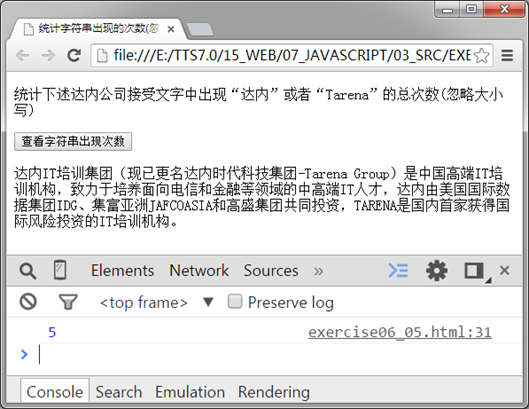 统计字符串出现的次数(忽
file:///E:/TTS7.0/15_WEB/07_JAVASCRIPT/03_SRC/EXE
统计下述达内公司接受文字中出现“达内”或者“Tarena”的总次数(忽略大小
写)
查看字符串出现次数
达内IT培训集团（现已更名达内时代科技集团-Tarena Group）是中国高端IT培
训机构，致力于培养面向电信和金融等领域的中高端IT人才，达内由美国国际数
据集团IDG、集富亚洲JAFCOASIA和高盛集团共同投资，TARENA是国内首家获得国
际风险投资的IT培训机构。
Elements Network Sources »
<top frame> ▼ Preserve log
5 exercise06_05.html:31
>
Console Search Emulation Rendering